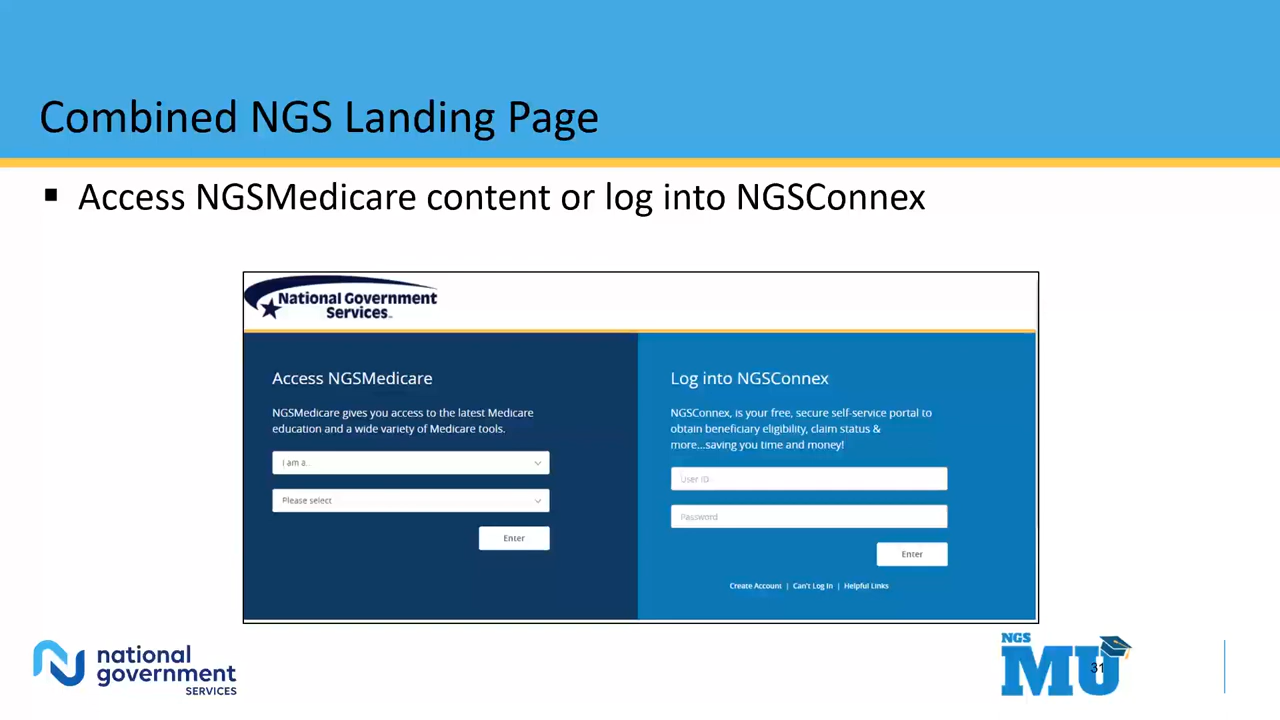 Combined NGS Landing Page
▪ Access NGSMedicare content or log into NGSConnex
National Government
Services
Access NGSMedicare
NGSMedicare gives you access to the latest Medicare
education and a wide variety of Medicare tools.
I am a..
Please select
Enter
Log into NGSConnex
NGSConnex, is your free, secure self-service portal to
obtain beneficiary eligibility, claim status &
more...saving you time and money!
User ID
Password
Enter
Create Account | Can't Log In | Helpful Links
national
government
SERVICES
NGS
MU
31